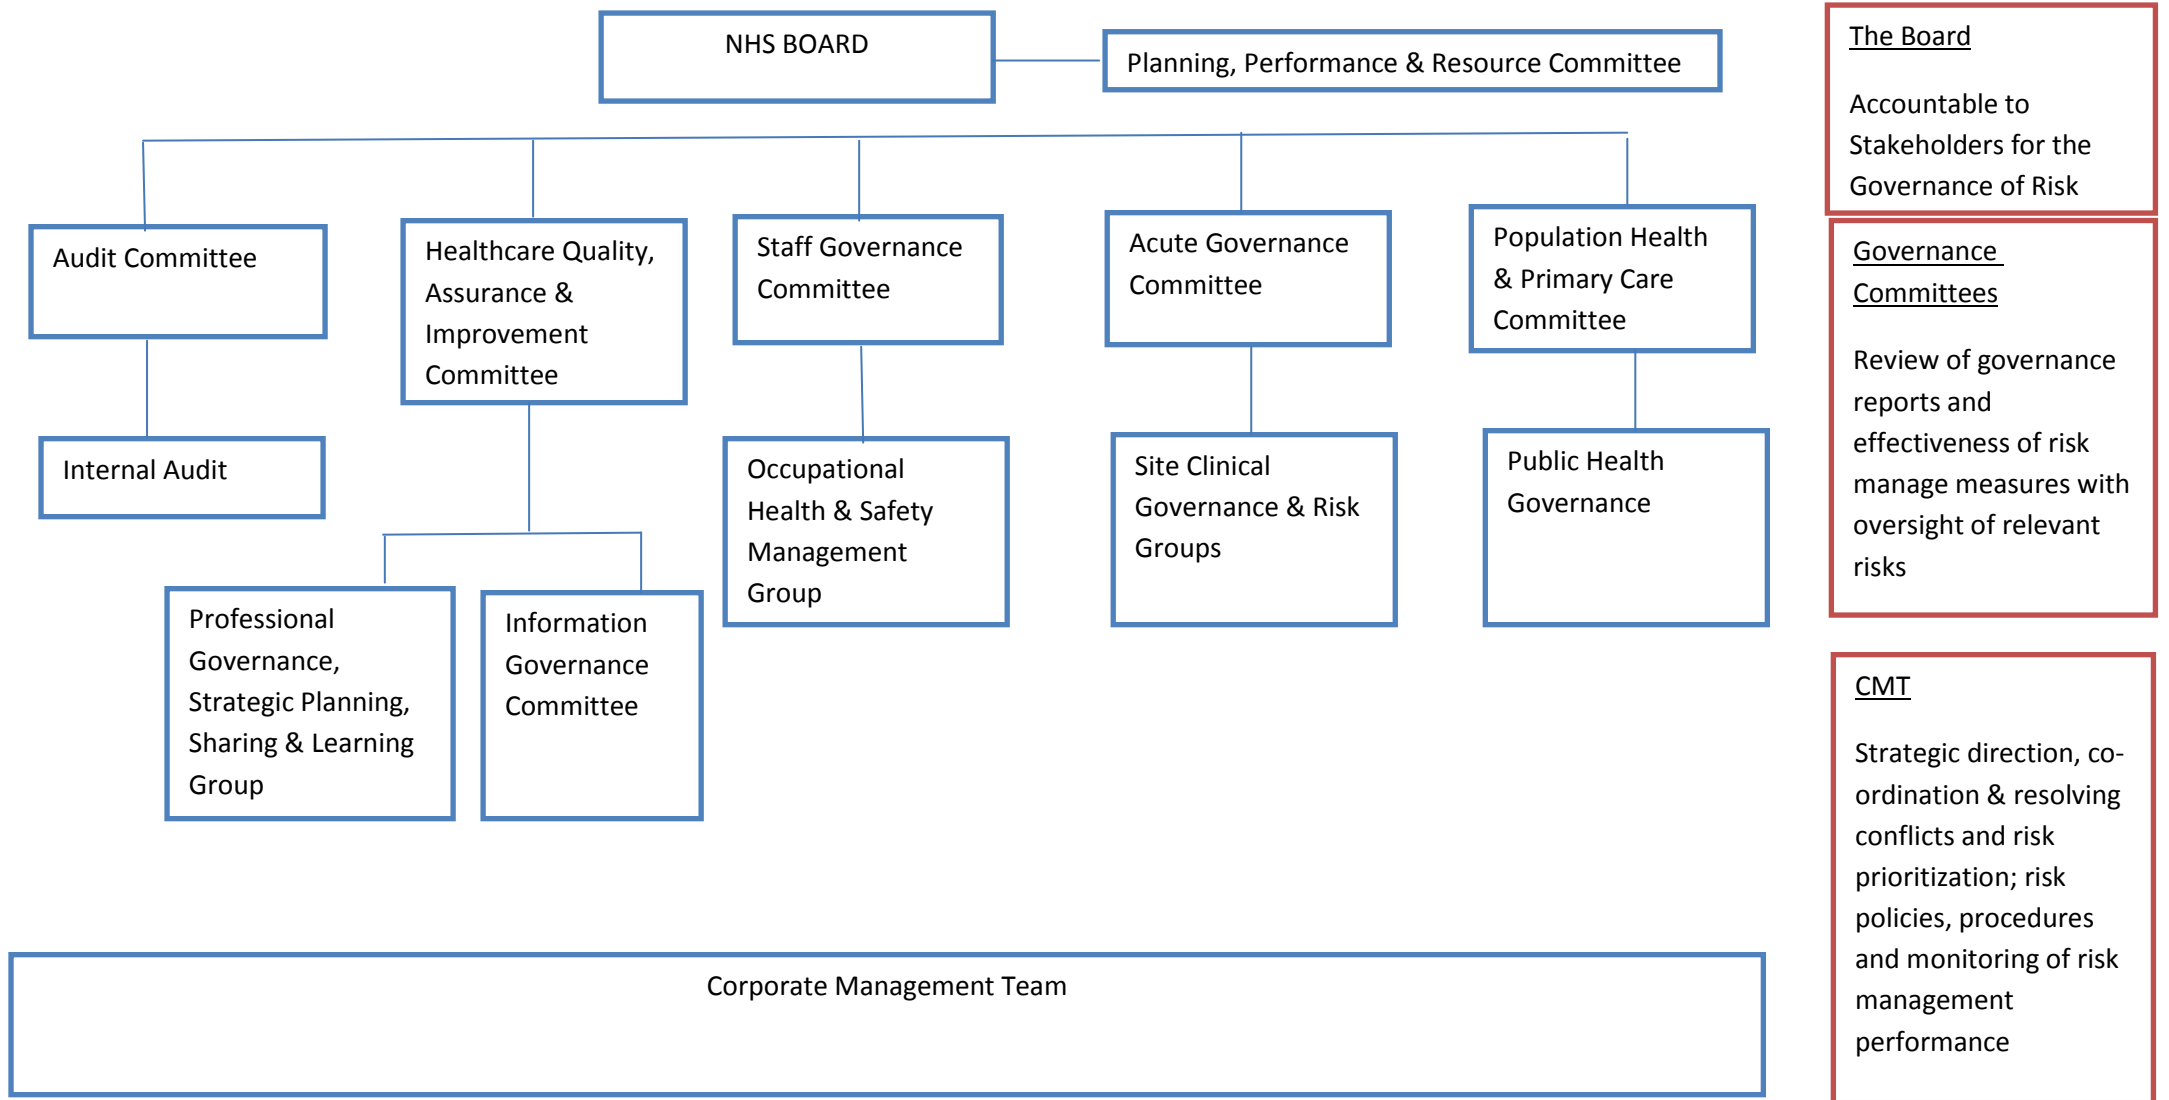 NHS BOARD
Planning, Performance & Resource Committee
Audit Committee
Healthcare Quality,
Assurance &
Improvement
Committee
Staff Governance
Committee
Acute Governance
Committee
Population Health
& Primary Care
Committee
Internal Audit
Occupational
Health & Safety
Management
Group
Site Clinical
Governance & Risk
Groups
Public Health
Governance
Professional
Governance,
Strategic Planning,
Sharing & Learning
Group
Information
Governance
Committee
Corporate Management Team
The Board
Accountable to
Stakeholders for the
Governance of Risk
Governance
Committees
Review of governance
reports and
effectiveness of risk
manage measures with
oversight of relevant
risks
CMT
Strategic direction, co-
ordination & resolving
conflicts and risk
prioritization; risk
policies, procedures
and monitoring of risk
management
performance